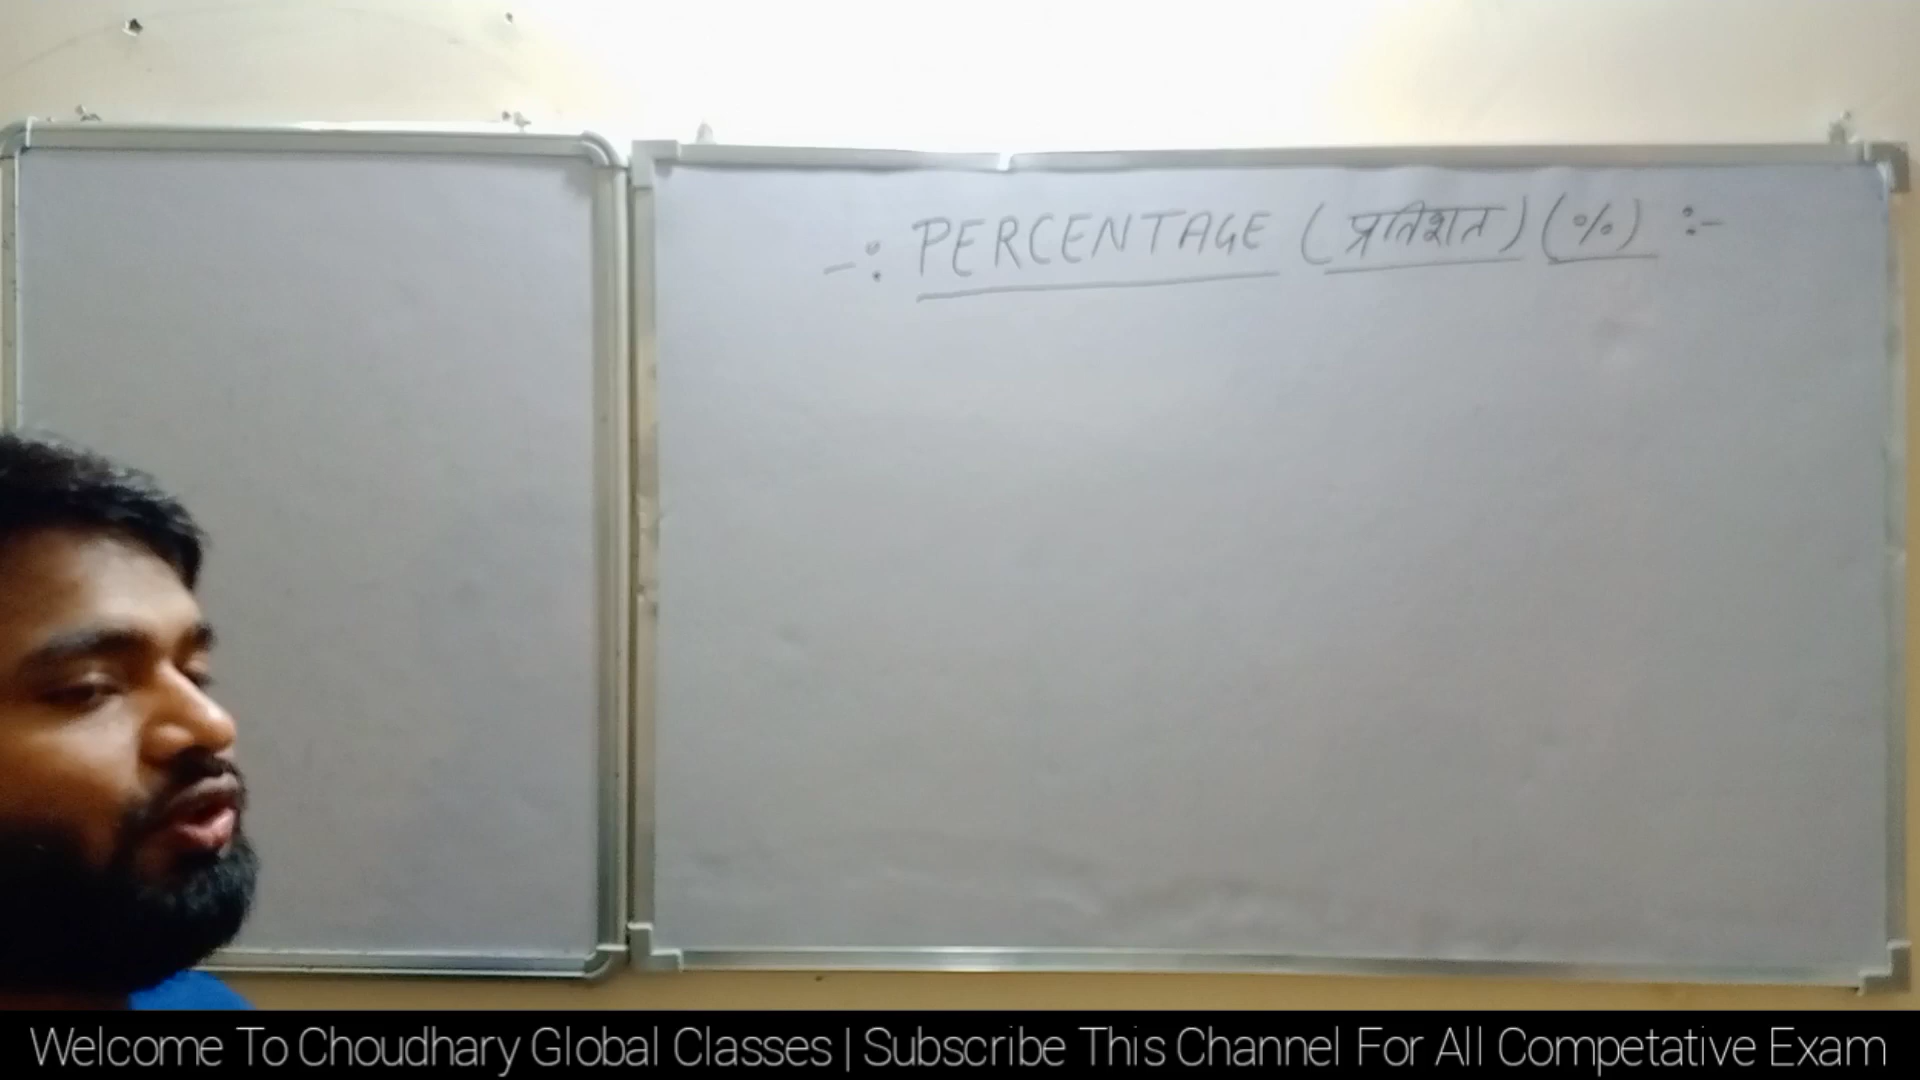 -: PERCENTAGE (प्रतिशत) (%) :-
Welcome To Choudhary Global Classes | Subscribe This Channel For All Competative Exam